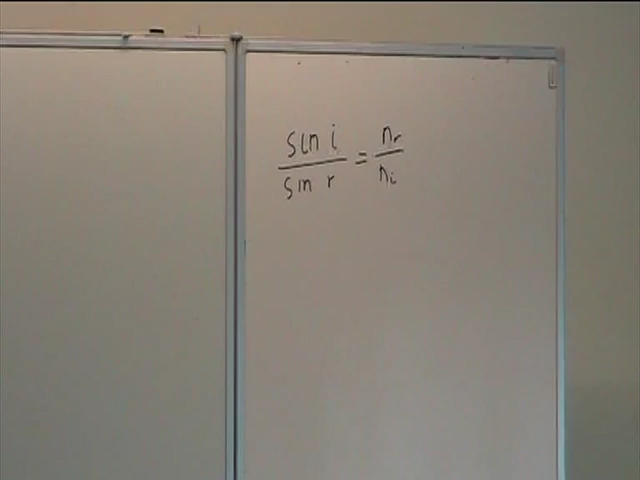 sin i / sin r = nr / ni